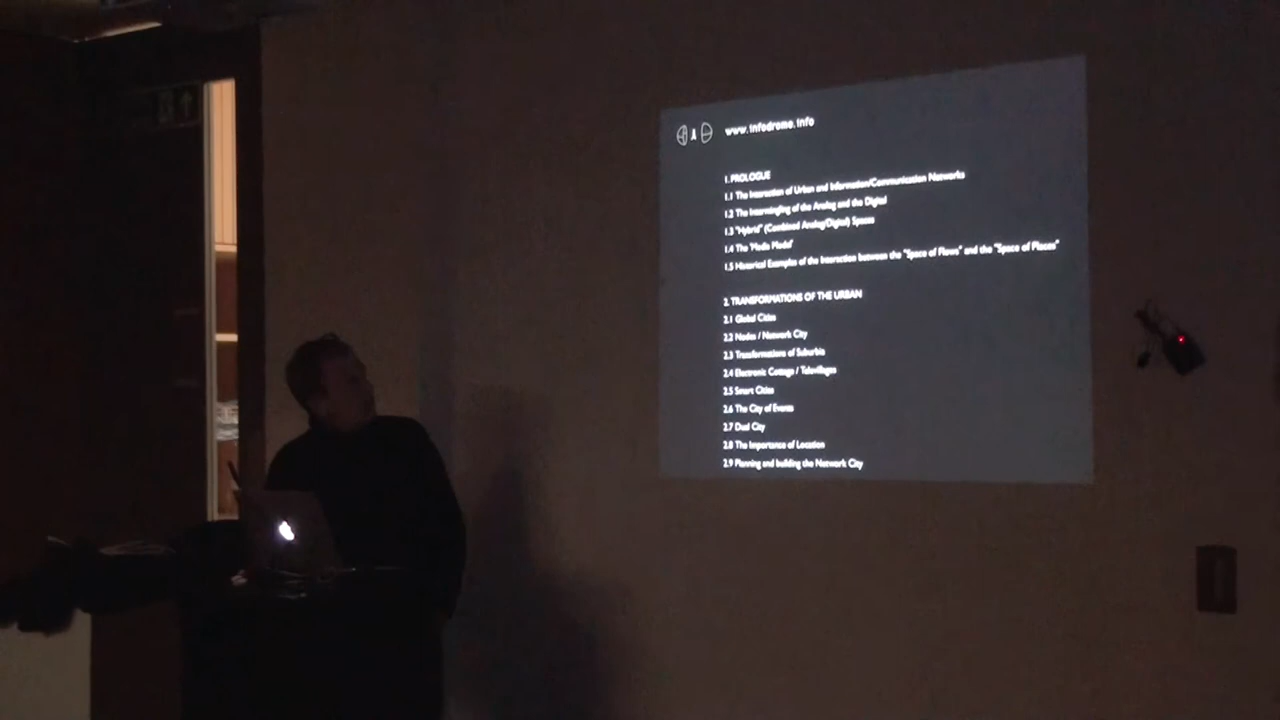 www.infodrome.info
1. PROLOGUE
1.1 The Interaction of Urban and Information/Communication Networks
1.2 The Intermingling of the Analog and the Digital
1.3 "Hybrid" (Combined Analog/Digital) Spaces
1.4 The "Media Model"
1.5 Historical Examples of the Interaction between the "Space of Flows" and the "Space of Places"
2. TRANSFORMATIONS OF THE URBAN
2.1 Global Cities
2.2 Nodes / Network City
2.3 Transformations of Suburbia
2.4 Electronic Cottage / Televillages
2.5 Smart Cities
2.6 The City of Events
2.7 Dual City
2.8 The Importance of Location
2.9 Planning and building the Network City